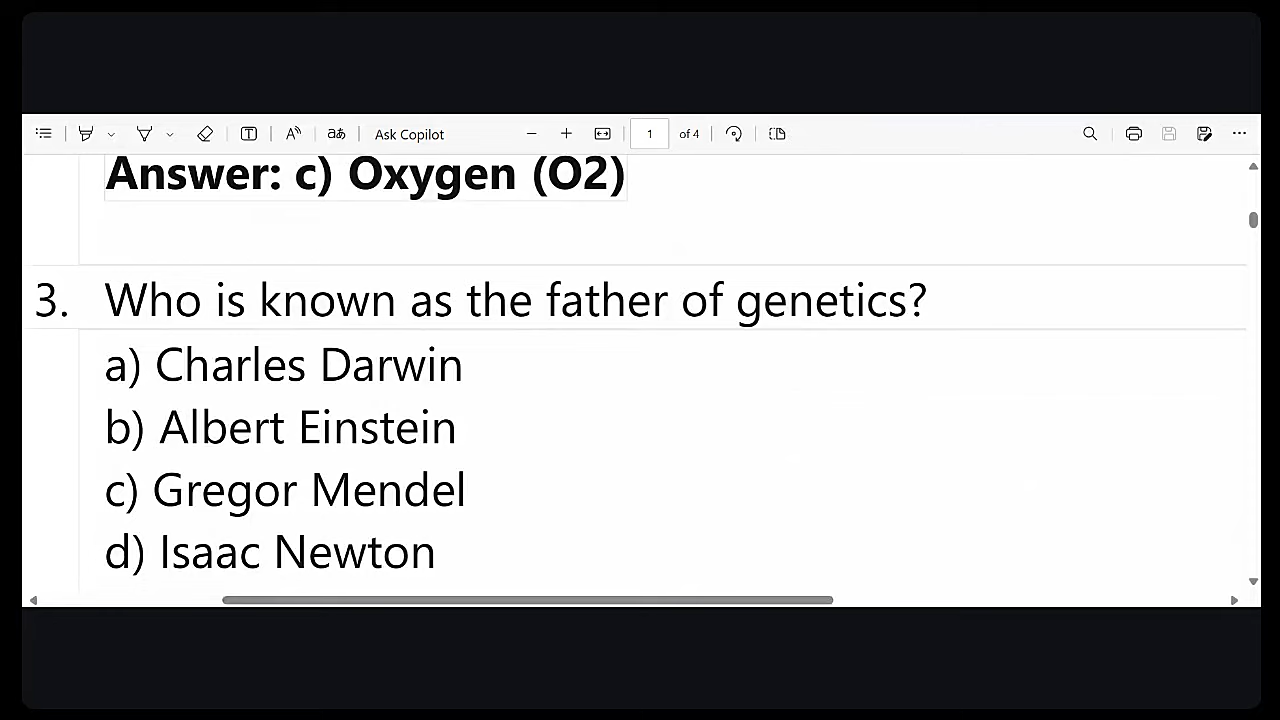 Ask Copilot 1 of 4
Answer: c) Oxygen (O2)
3. Who is known as the father of genetics?
a) Charles Darwin
b) Albert Einstein
c) Gregor Mendel
d) Isaac Newton